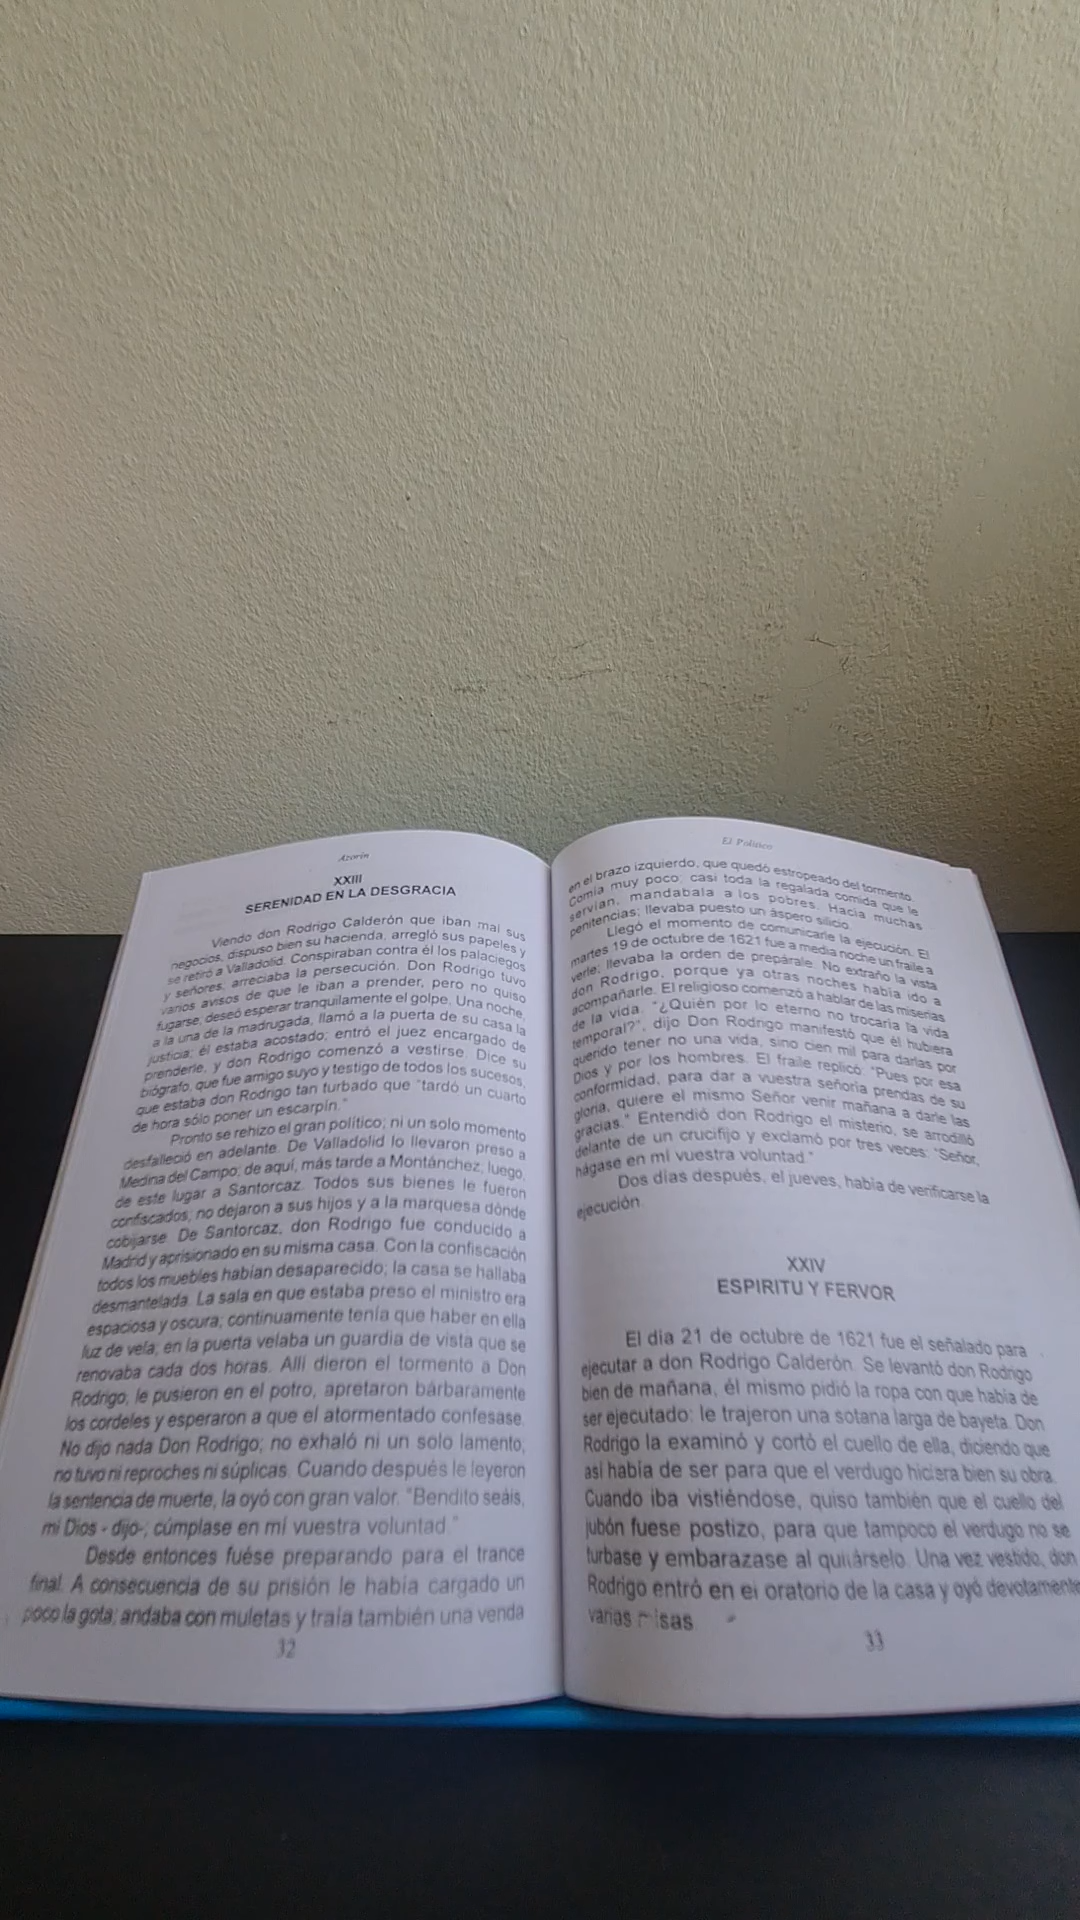 Azorín
XXIII
SERENIDAD EN LA DESGRACIA
Viendo don Rodrigo Calderón que iban mal sus
negocios, dispuso bien su hacienda, arregló sus papeles y
se retiró a Valladolid. Conspiraban contra él los palaciegos
y señores; arreciaba la persecución. Don Rodrigo tuvo
varios avisos de que le iban a prender, pero no quiso
fugarse; deseó esperar tranquilamente el golpe. Una noche,
a la una de la madrugada, llamó a la puerta de su casa la
justicia; él estaba acostado; entró el juez encargado de
prenderle, y don Rodrigo comenzó a vestirse. Dice su
biógrafo, que fue amigo suyo y testigo de todos los sucesos,
que estaba don Rodrigo tan turbado que "tardó un cuarto
de hora sólo poner un escarpín."
Pronto se rehizo el gran político; ni un solo momento
desfalleció en adelante. De Valladolid lo llevaron preso a
Medina del Campo; de aquí, más tarde a Montánchez; luego,
de este lugar a Santorcaz. Todos sus bienes le fueron
confiscados; no dejaron a sus hijos y a la marquesa dónde
cobijarse. De Santorcaz, don Rodrigo fue conducido a
Madrid y aprisionado en su misma casa. Con la confiscación
todos los muebles habían desaparecido; la casa se hallaba
desmantelada. La sala en que estaba preso el ministro era
espaciosa y oscura; continuamente tenía que haber en ella
luz de vela; en la puerta velaba un guardia de vista que se
renovaba cada dos horas. Allí dieron el tormento a Don
Rodrigo; le pusieron en el potro, apretaron bárbaramente
los cordeles y esperaron a que el atormentado confesase.
No dijo nada Don Rodrigo; no exhaló ni un solo lamento,
no tuvo ni reproches ni súplicas. Cuando después le leyeron
la sentencia de muerte, la oyó con gran valor. "Bendito seáis,
mi Dios - dijo-; cúmplase en mí vuestra voluntad."
Desde entonces fuése preparando para el trance
final. A consecuencia de su prisión le había cargado un
poco la gota; andaba con muletas y traía también una venda
32
El Político
en el brazo izquierdo, que quedó estropeado del tormento.
Comía muy poco; casi toda la regalada comida que le
servían, mandabala a los pobres. Hacía muchas
penitencias; llevaba puesto un áspero silicio.
Llegó el momento de comunicarle la ejecución. El
martes 19 de octubre de 1621 fue a media noche un fraile a
verle; llevaba la orden de prepárale. No extraño la vista
don Rodrigo, porque ya otras noches había ido a
acompañarle. El religioso comenzó a hablar de las miserias
de la vida. "¿Quién por lo eterno no trocaría la vida
temporal?", dijo Don Rodrigo manifestó que él hubiera
querido tener no una vida, sino cien mil para darlas por
Dios y por los hombres. El fraile replicó: "Pues por esa
conformidad, para dar a vuestra señoría prendas de su
gloria, quiere el mismo Señor venir mañana a darle las
gracias." Entendió don Rodrigo el misterio, se arrodilló
delante de un crucifijo y exclamó por tres veces: "Señor,
hágase en mí vuestra voluntad."
Dos días después, el jueves, había de verificarse la
ejecución.
XXIV
ESPIRITU Y FERVOR
El día 21 de octubre de 1621 fue el señalado para
ejecutar a don Rodrigo Calderón. Se levantó don Rodrigo
bien de mañana, él mismo pidió la ropa con que había de
ser ejecutado: le trajeron una sotana larga de bayeta. Don
Rodrigo la examinó y cortó el cuello de ella, diciendo que
así había de ser para que el verdugo hiciera bien su obra.
Cuando iba vistiéndose, quiso también que el cuello del
jubón fuese postizo, para que tampoco el verdugo no se
turbase y embarazase al quitárselo. Una vez vestido, don
Rodrigo entró en el oratorio de la casa y oyó devotamente
varias misas
33